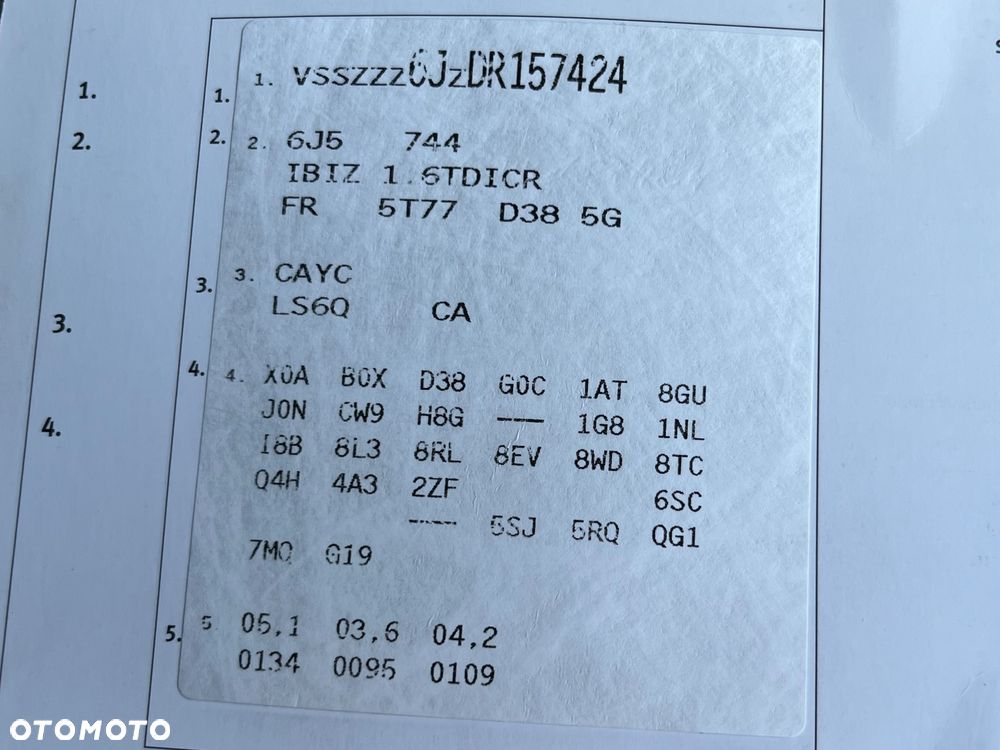 1. 1. 1. VSSZZZ6JZDR157424
2. 2. 2. 6J5 744
IBIZ 1.6TDICR
FR 5T77 D38 5G
3. 3. 3. CAYC
LS6Q CA
4. 4. 4. X0A B0X D38 G0C 1AT 8GU
J0N CW9 H8G --- 1G8 1NL
I8B 8L3 8RL 8EV 8WD 8TC
Q4H 4A3 2ZF 6SC
---- 5SJ 5RQ QG1
7MQ G19
5. 5 05,1 03,6 04,2
0134 0095 0109
OTOMOTO